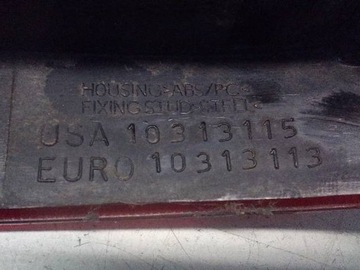 HOUSING:ABS/PC
FIXING STUD:STEEL
USA 10313115
EURO 10313113